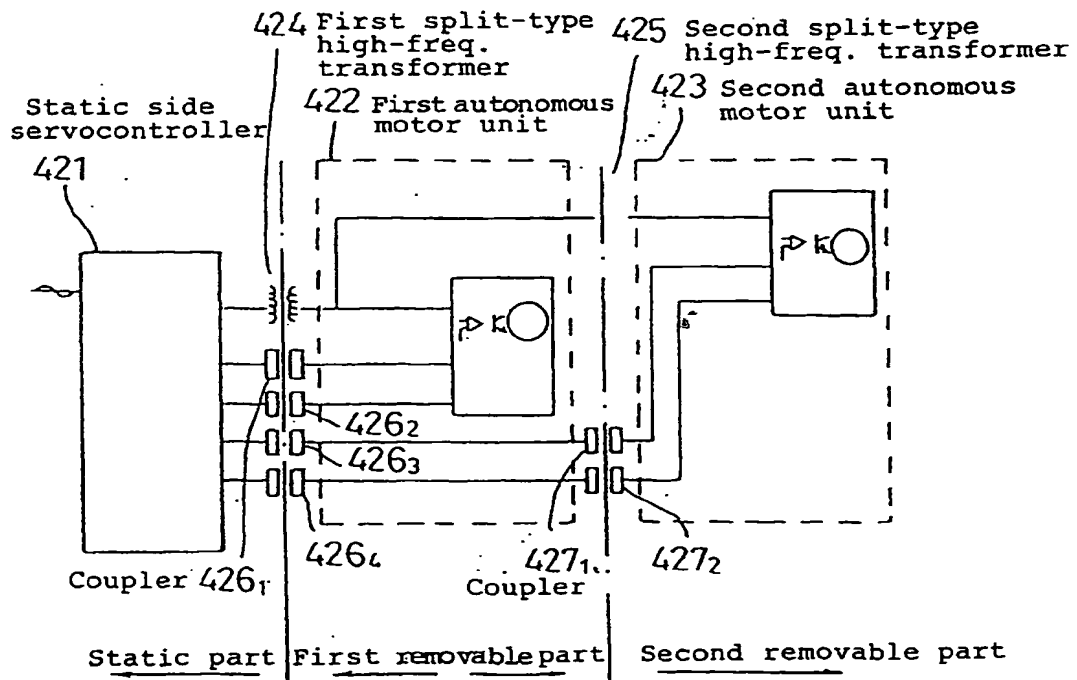 424 First split-type
high-freq.
transformer
425 Second split-type
high-freq. transformer
422 First autonomous
motor unit
423 Second autonomous
motor unit
Static side
servocontroller
421
426₂
426₃
426₄
Coupler 426₁
427₁
Coupler
427₂
Static part
First removable part
Second removable part